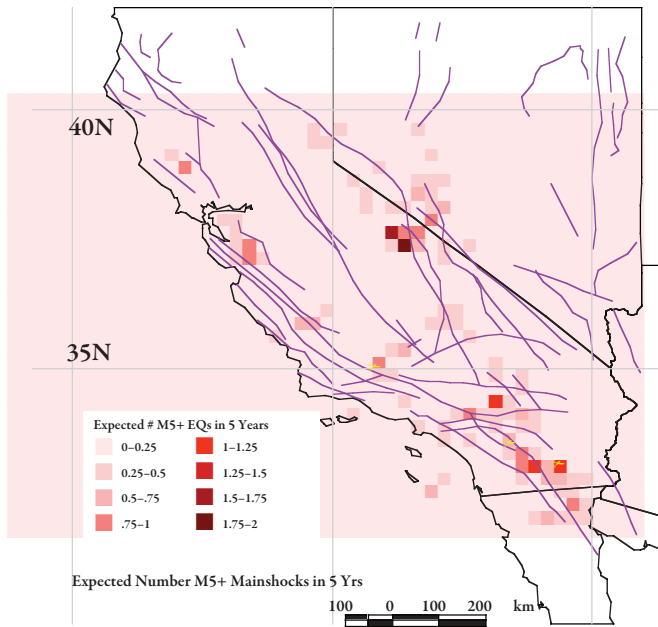 40N
35N
Expected # M5+ EQs in 5 Years
0–0.25
1–1.25
0.25–0.5
1.25–1.5
0.5–.75
1.5–1.75
.75–1
1.75–2
Expected Number M5+ Mainshocks in 5 Yrs
100 0 100 200 km